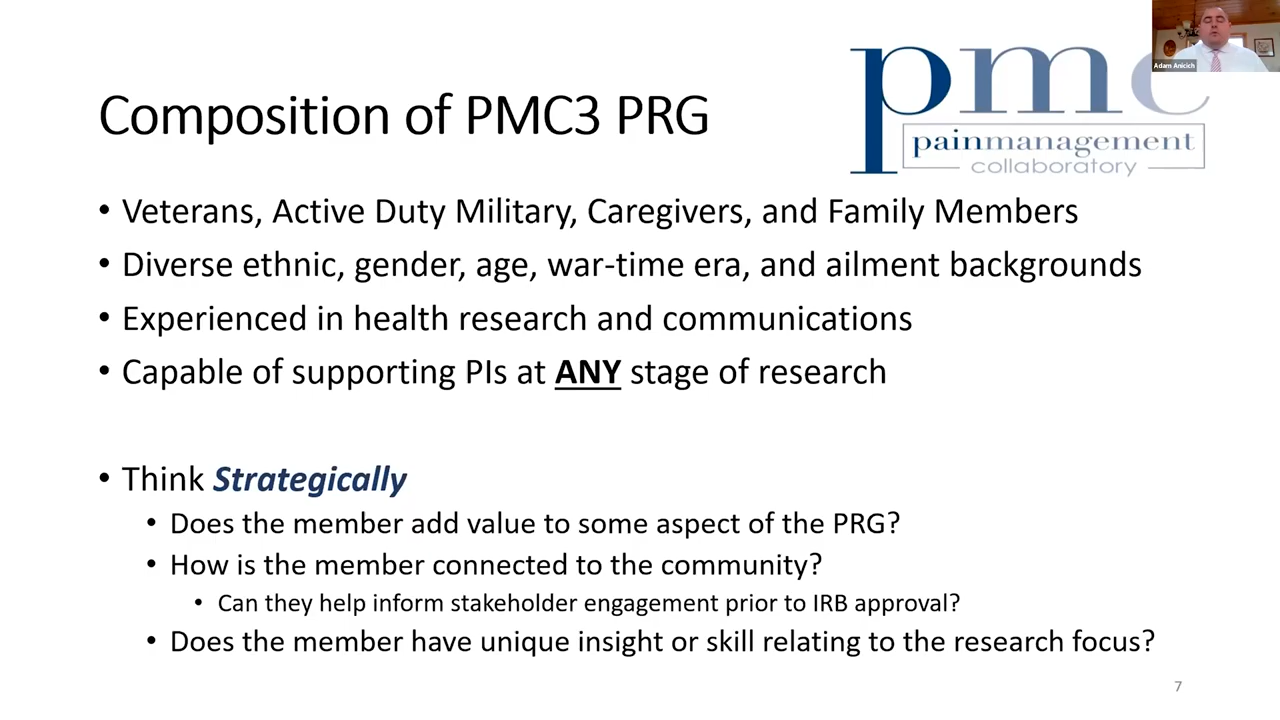 Adam Anicich
pmc
painmanagement
collaboratory
Composition of PMC3 PRG
• Veterans, Active Duty Military, Caregivers, and Family Members
• Diverse ethnic, gender, age, war-time era, and ailment backgrounds
• Experienced in health research and communications
• Capable of supporting PIs at ANY stage of research
• Think Strategically
• Does the member add value to some aspect of the PRG?
• How is the member connected to the community?
• Can they help inform stakeholder engagement prior to IRB approval?
• Does the member have unique insight or skill relating to the research focus?
7